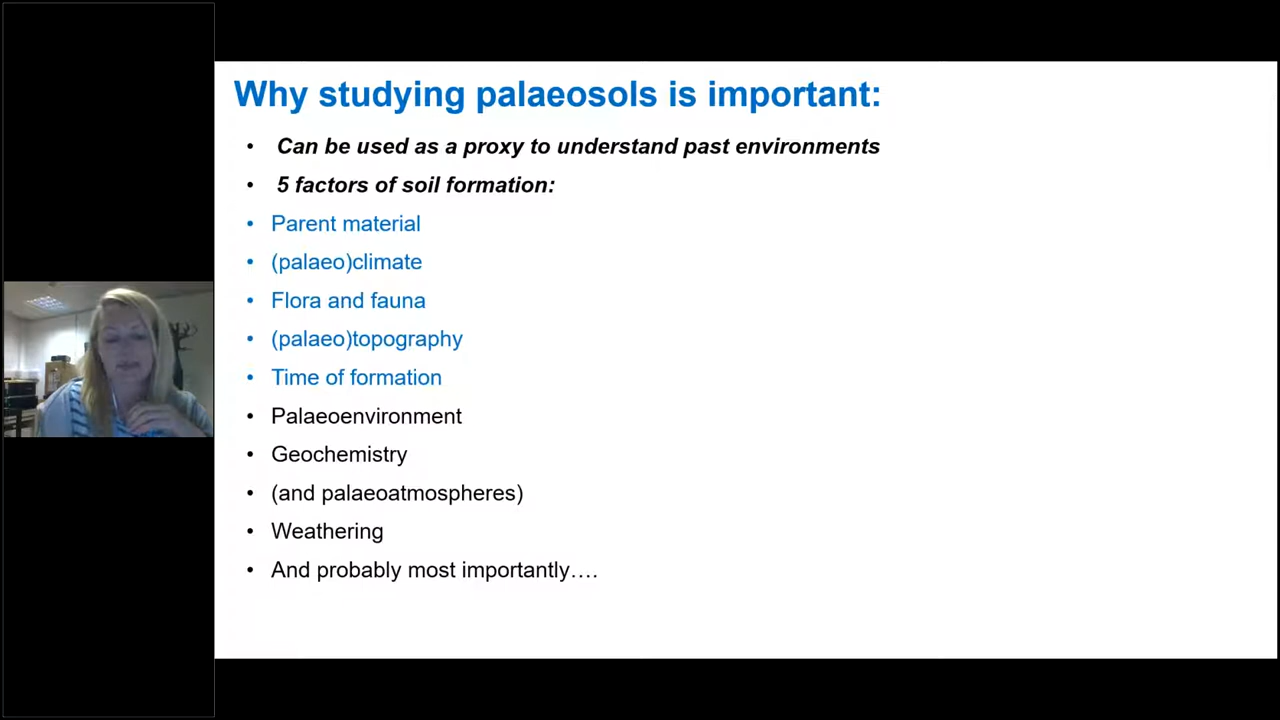 Why studying palaeosols is important:
• Can be used as a proxy to understand past environments
• 5 factors of soil formation:
• Parent material
• (palaeo)climate
• Flora and fauna
• (palaeo)topography
• Time of formation
• Palaeoenvironment
• Geochemistry
• (and palaeoatmospheres)
• Weathering
• And probably most importantly….